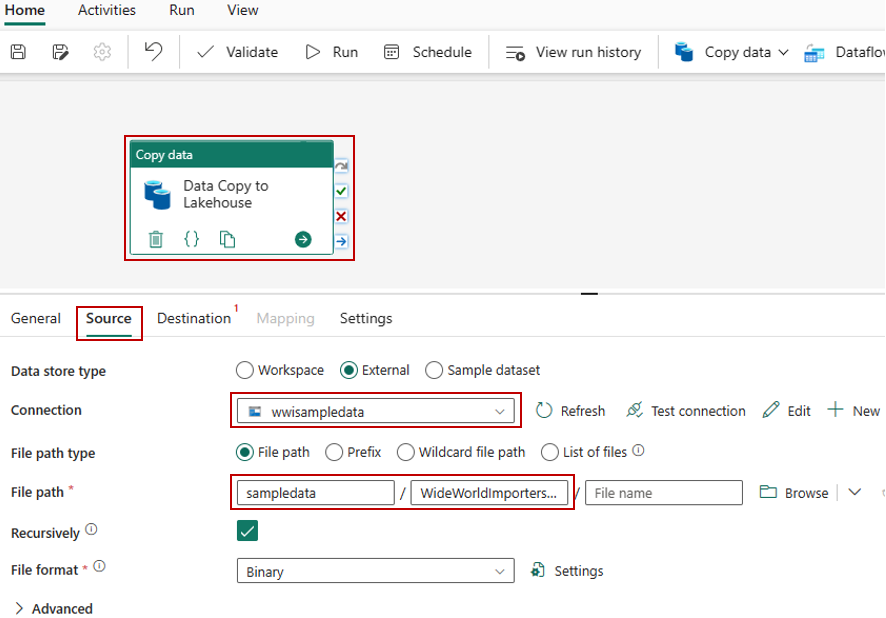 Home Activities Run View
Validate Run Schedule View run history Copy data Dataflo
Copy data
Data Copy to
Lakehouse
General Source Destination 1 Mapping Settings
Data store type Workspace External Sample dataset
Connection wwisampledata Refresh Test connection Edit New
File path type File path Prefix Wildcard file path List of files
File path * sampledata / WideWorldImporters... / File name Browse
Recursively
File format * Binary Settings
Advanced